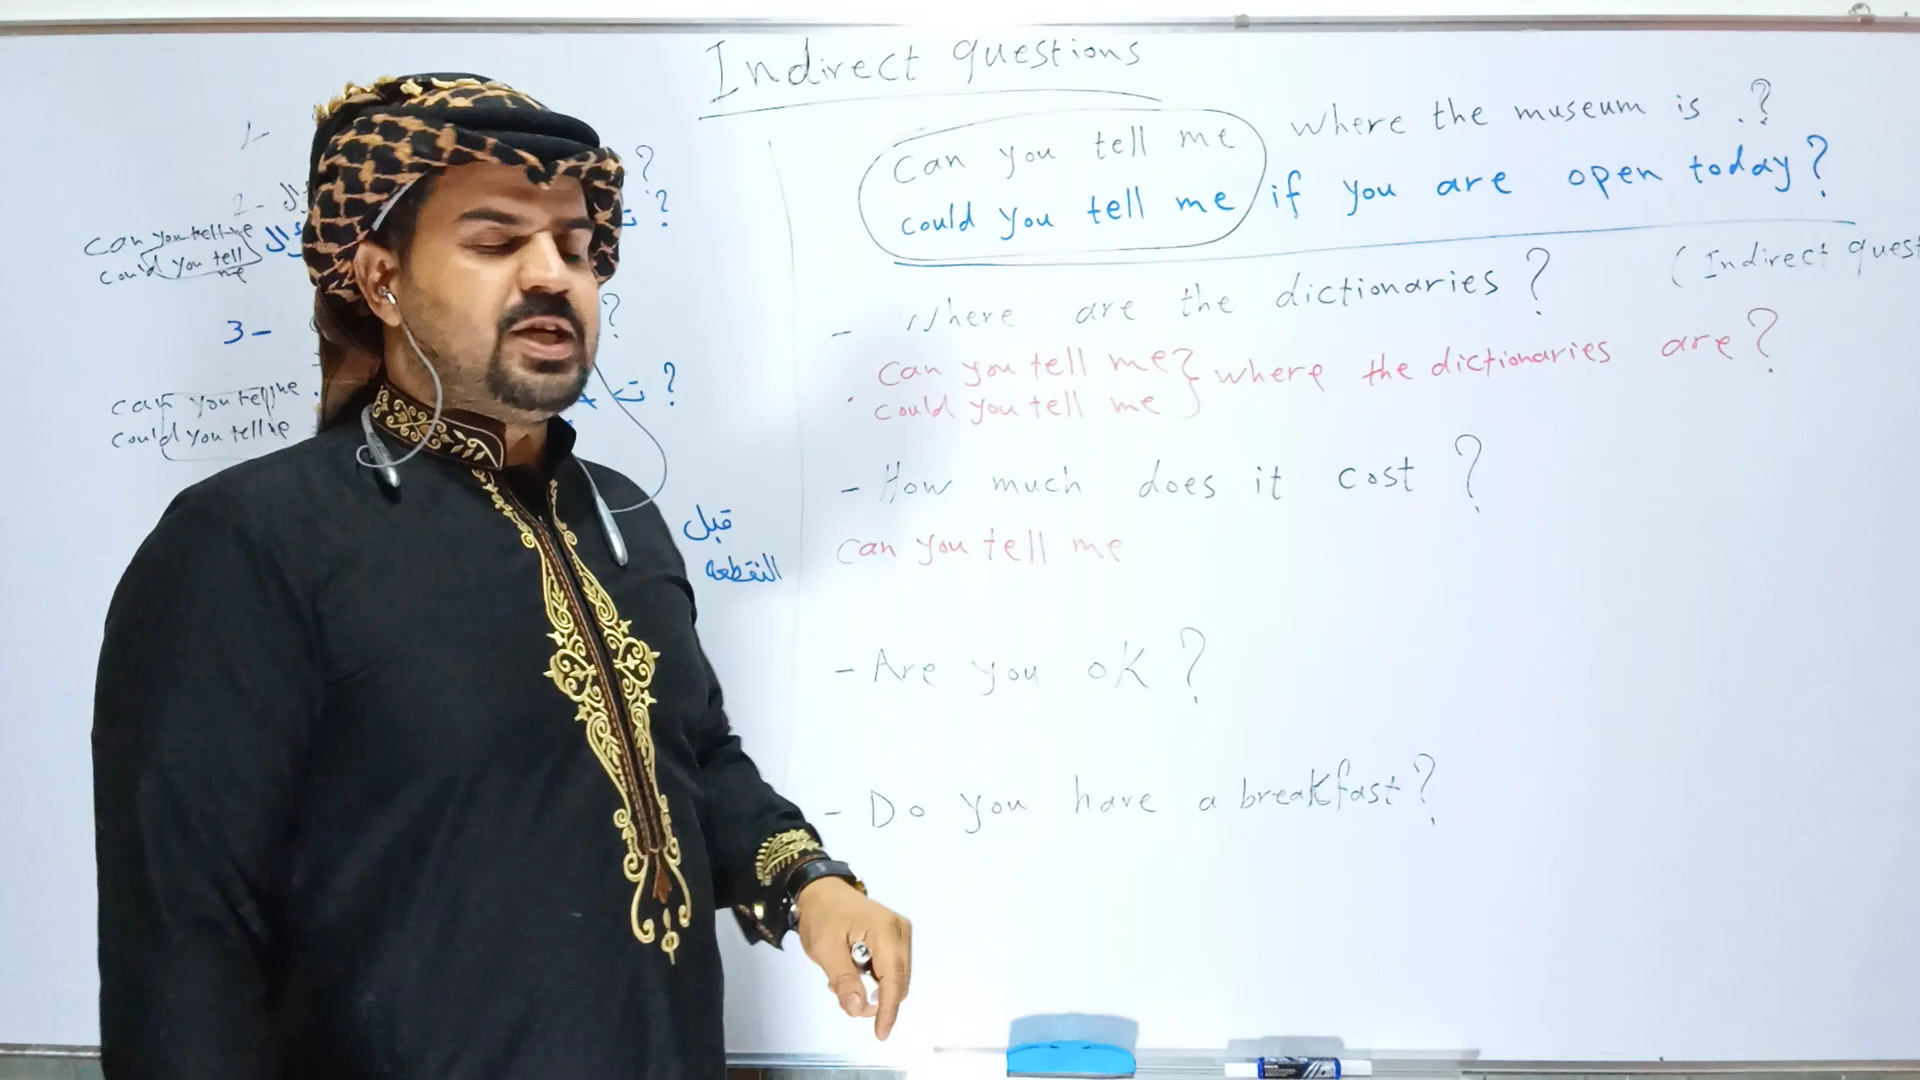 Indirect questions
1-
?
2-
?
can you tell me
could you tell
me
3-
?
?
can you tell me
could you tell me
قبل
النقطه
can you tell me where the museum is .?
could you tell me if you are open today?
(Indirect quest
- Where are the dictionaries?
can you tell me } where the dictionaries are?
could you tell me
- How much does it cost?
can you tell me
- Are you ok?
- Do you have a breakfast?